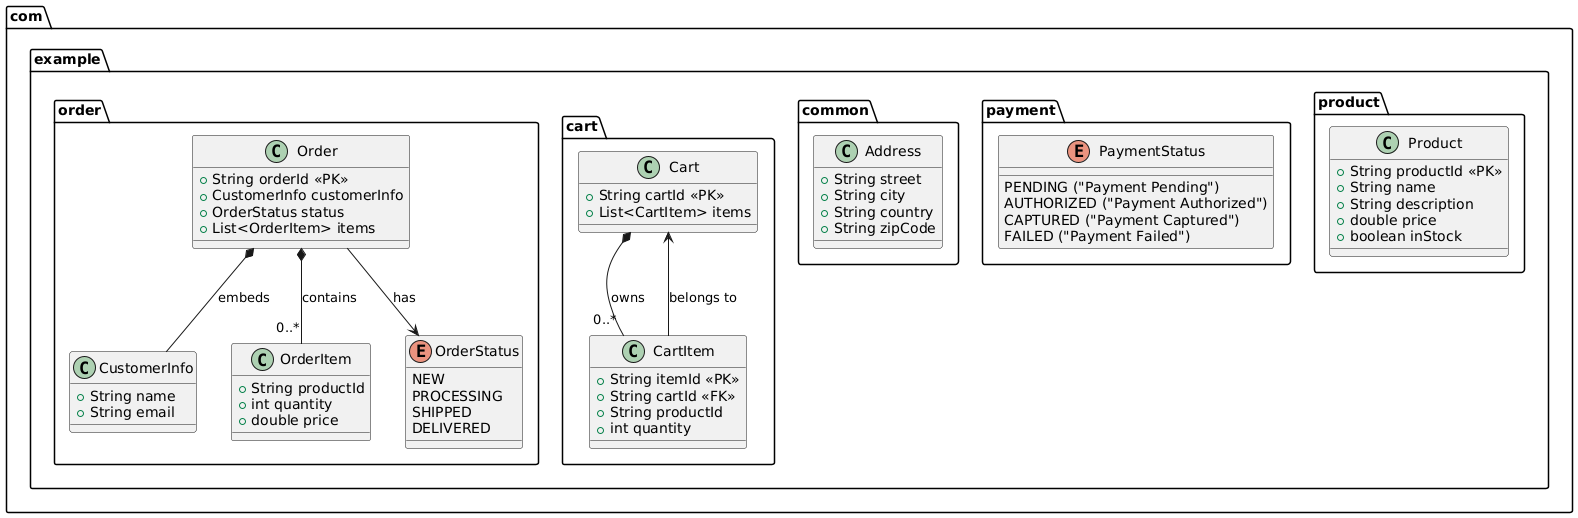 com
example
order
C Order
String orderId «PK»
CustomerInfo customerInfo
OrderStatus status
List<OrderItem> items
embeds
contains
0..*
has
C CustomerInfo
String name
String email
C OrderItem
String productId
int quantity
double price
E OrderStatus
NEW
PROCESSING
SHIPPED
DELIVERED
cart
C Cart
String cartId «PK»
List<CartItem> items
owns
0..*
belongs to
C CartItem
String itemId «PK»
String cartId «FK»
String productId
int quantity
common
C Address
String street
String city
String country
String zipCode
payment
E PaymentStatus
PENDING ("Payment Pending")
AUTHORIZED ("Payment Authorized")
CAPTURED ("Payment Captured")
FAILED ("Payment Failed")
product
C Product
String productId «PK»
String name
String description
double price
boolean inStock